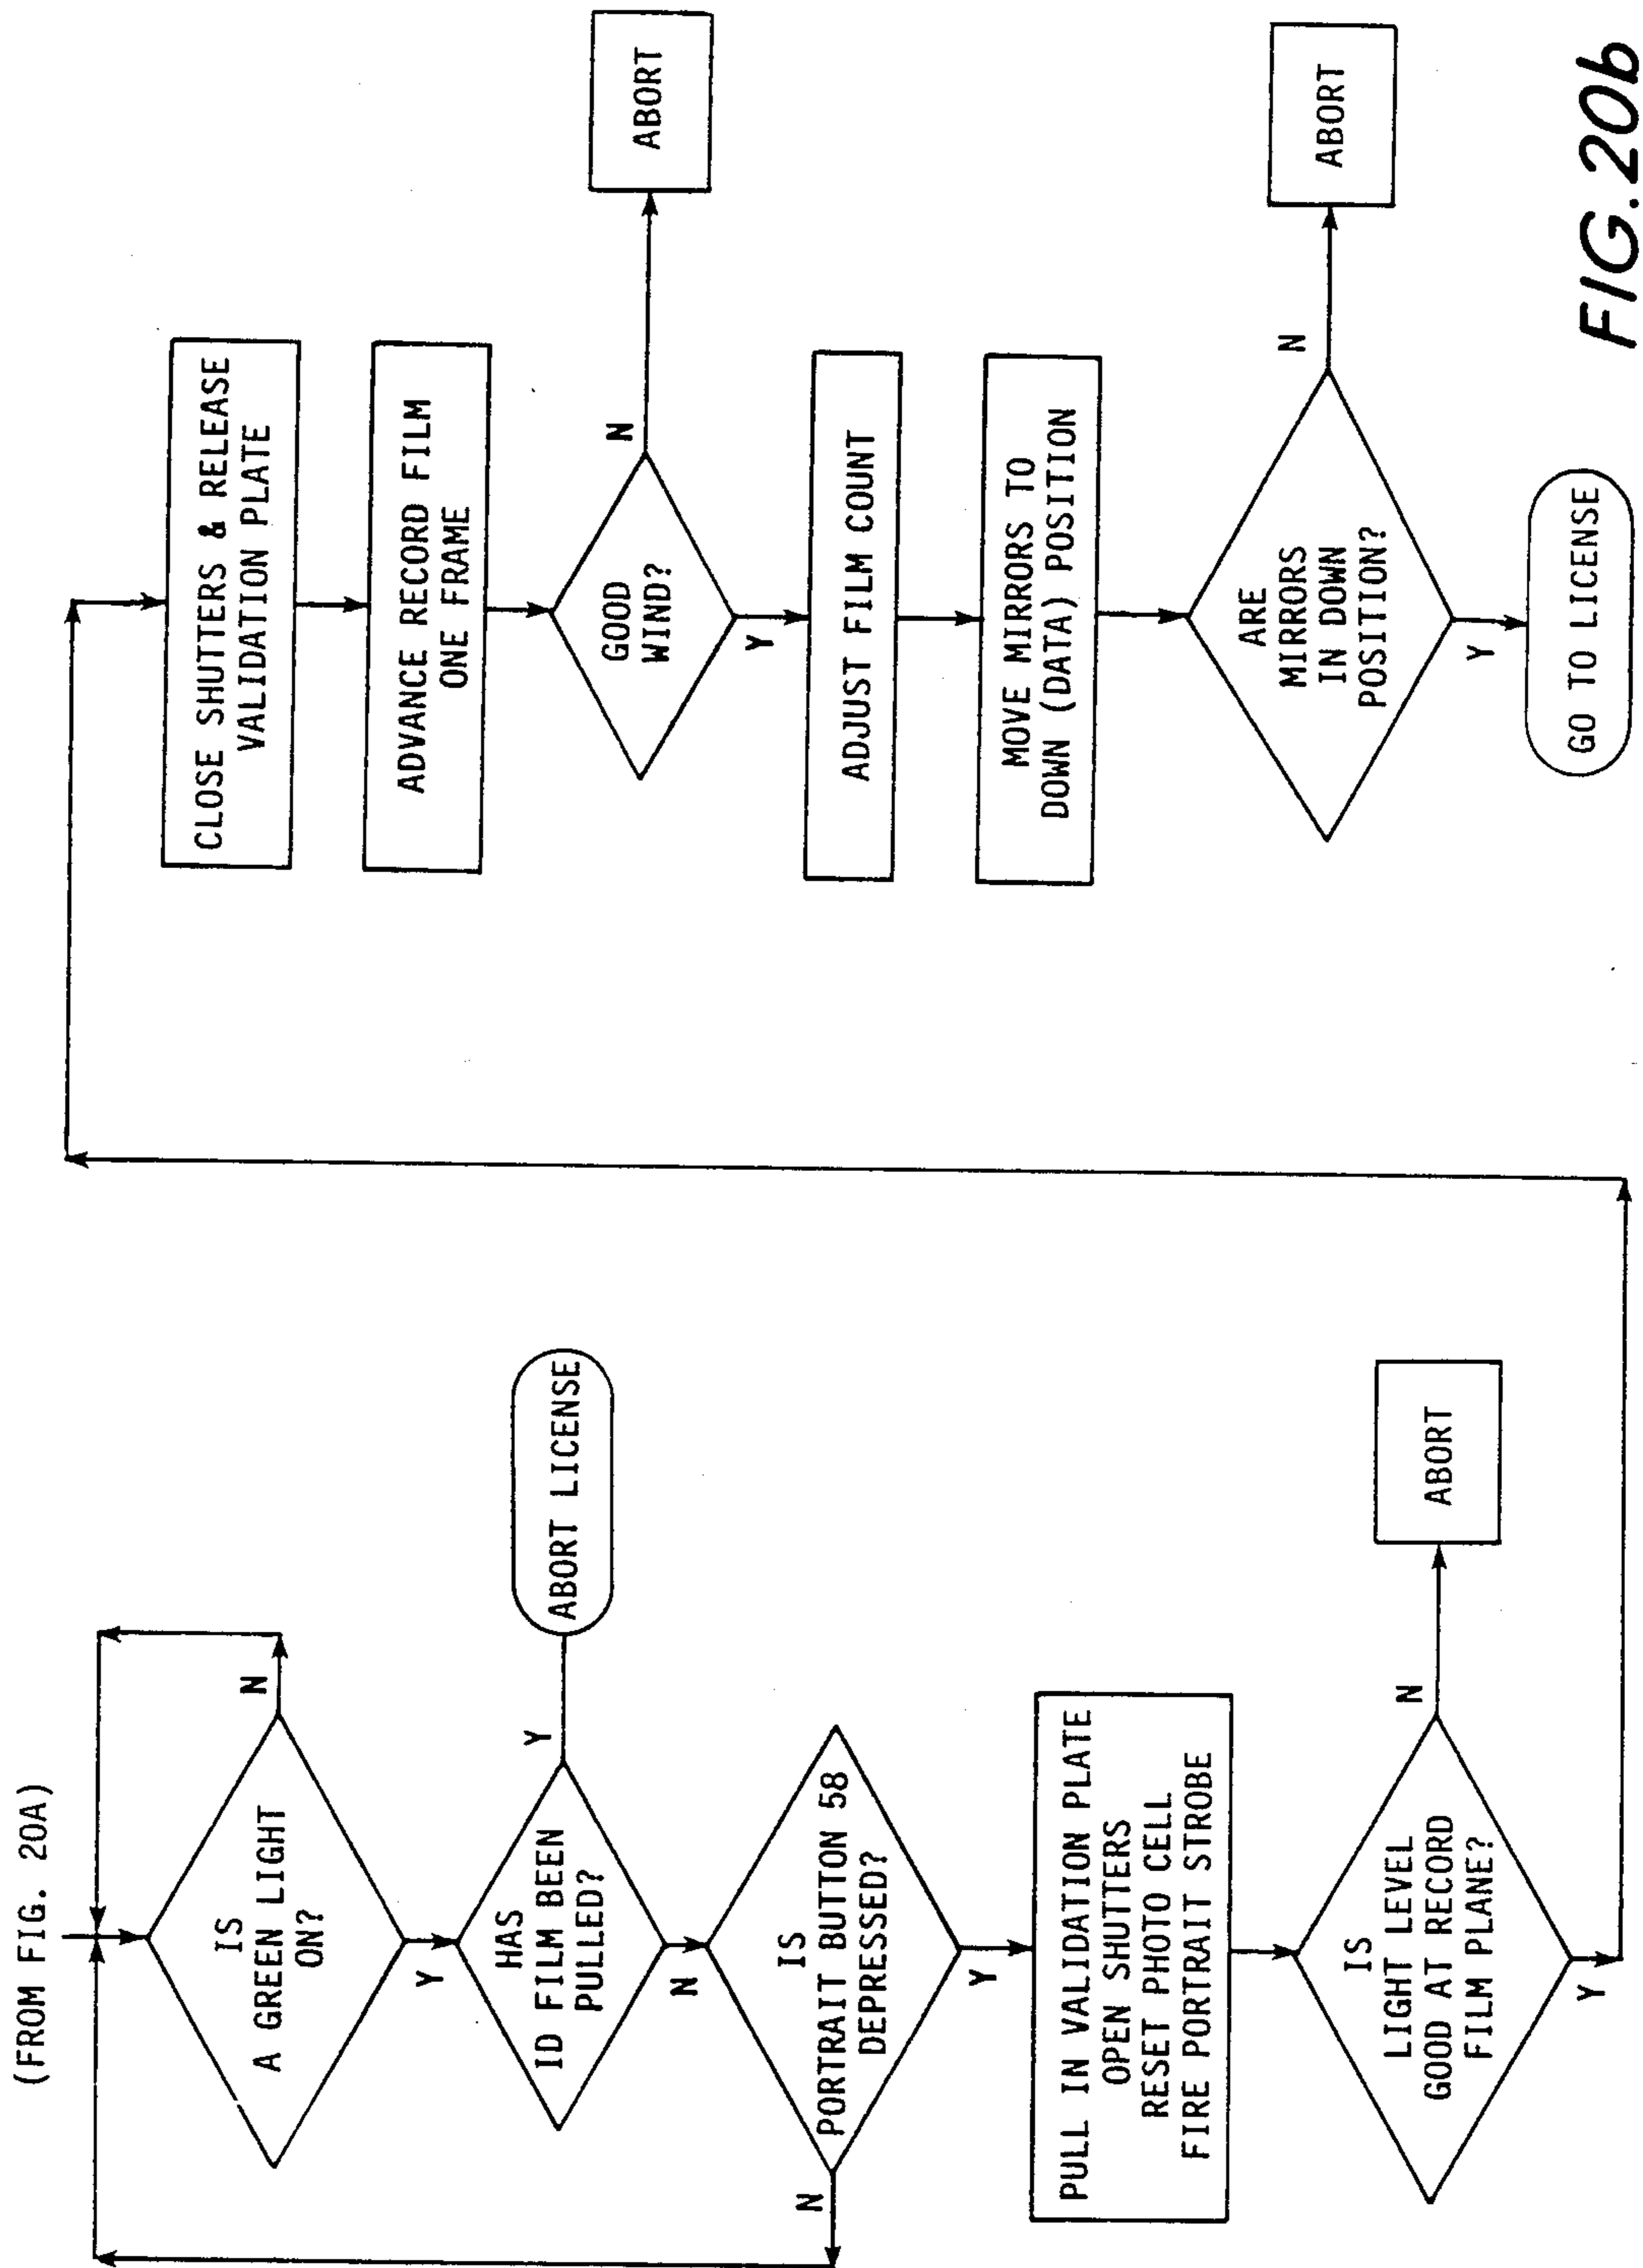 (FROM FIG. 20A)
IS
A GREEN LIGHT
ON?
N
Y
HAS
ID FILM BEEN
PULLED?
Y
ABORT LICENSE
N
IS
PORTRAIT BUTTON 58
DEPRESSED?
N
Y
PULL IN VALIDATION PLATE
OPEN SHUTTERS
RESET PHOTO CELL
FIRE PORTRAIT STROBE
IS
LIGHT LEVEL
GOOD AT RECORD
FILM PLANE?
N
ABORT
Y
CLOSE SHUTTERS & RELEASE
VALIDATION PLATE
ADVANCE RECORD FILM
ONE FRAME
GOOD
WIND?
N
ABORT
Y
ADJUST FILM COUNT
MOVE MIRRORS TO
DOWN (DATA) POSITION
ARE
MIRRORS
IN DOWN
POSITION?
N
ABORT
Y
GO TO LICENSE
FIG. 20b